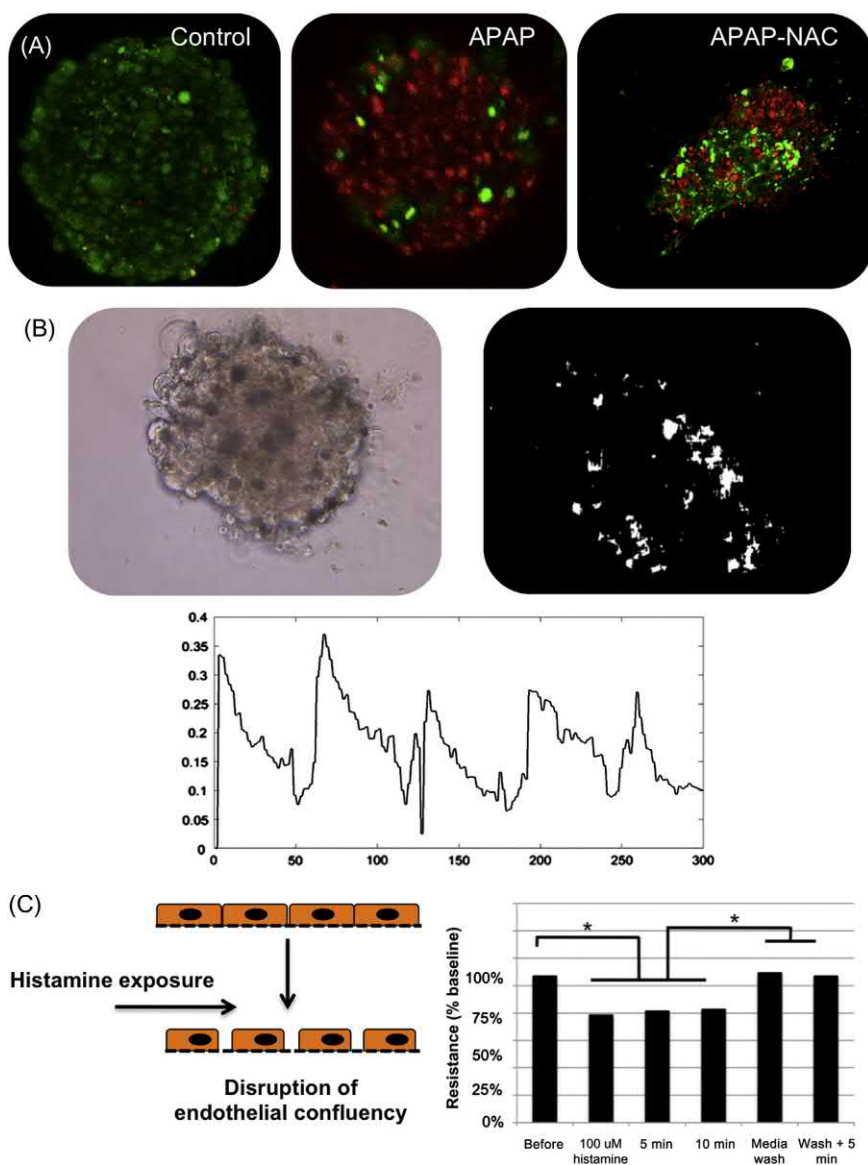 (A)
Control
APAP
APAP-NAC
(B)
0.4
0.35
0.3
0.25
0.2
0.15
0.1
0.05
0
0 50 100 150 200 250 300
(C)
Histamine exposure
Disruption of
endothelial confluency
Resistance (% baseline)
* *
100%
75%
50%
25%
0%
Before 100 uM 5 min 10 min Media Wash + 5
histamine wash min